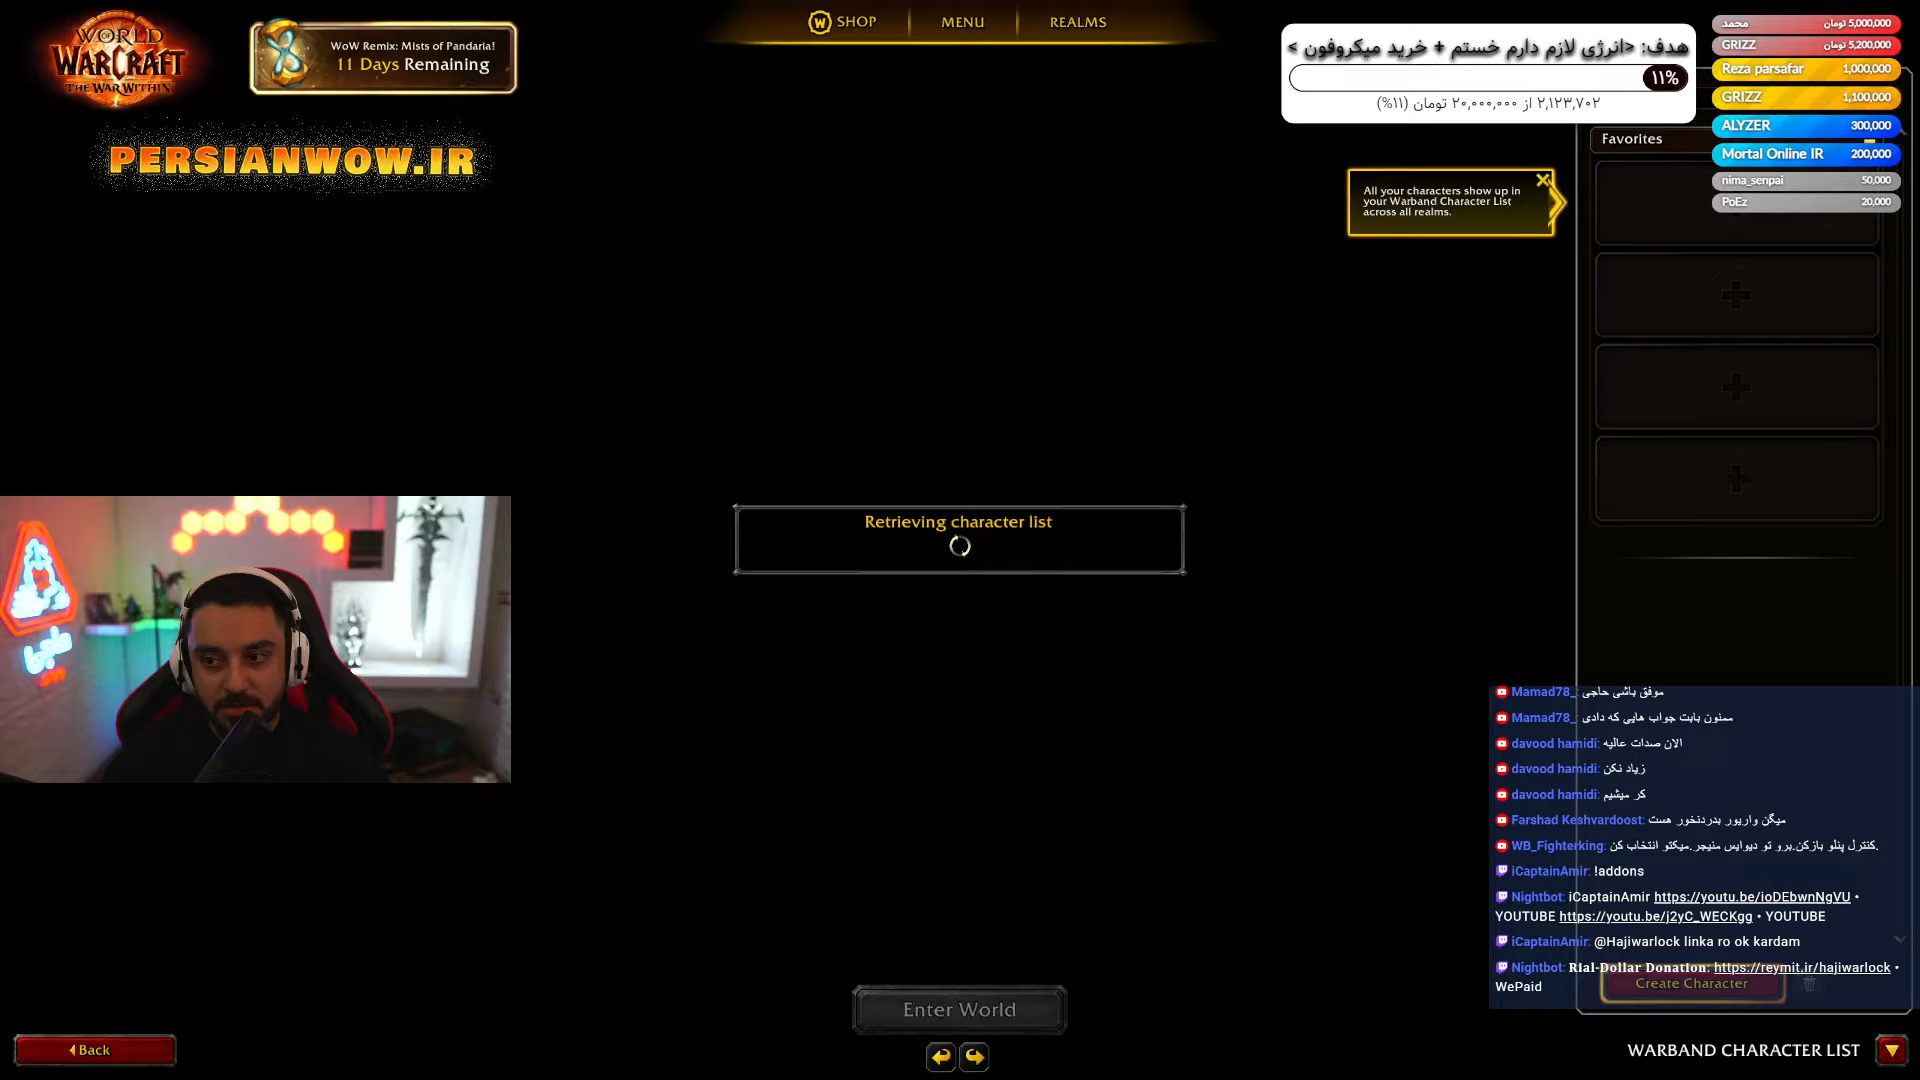 WORLD
WARCRAFT
THE WAR WITHIN
WoW Remix: Mists of Pandaria!
11 Days Remaining
SHOP
MENU
REALMS
PERSIANWOW.IR
هدف: <انرژی لازم دارم خستم + خرید میکروفون >
۱۱%
۲,۱۲۳,۷۰۲ از ۲۰,۰۰۰,۰۰۰ تومان (۱۱%)
محمد 5,000,000 تومان
GRIZZ 5,200,000 تومان
Reza parsafar 1,000,000
GRIZZ 1,100,000
ALYZER 300,000
Mortal Online IR 200,000
nima_senpai 50,000
PoEz 20,000
Favorites
All your characters show up in
your Warband Character List
across all realms.
Retrieving character list
Mamad78_: موفق باشی حاجی
Mamad78_: ممنون بابت جواب هایی که دادی
davood hamidi: الان صدات عالیه
davood hamidi: زیاد نکن
davood hamidi: کر میشیم
Farshad Keshvardoost: میگن واریور بدردنخور هست
WB_Fighterking: کنترل پنلو بازکن.برو تو دیوایس منیجر.میکتو انتخاب کن.
iCaptainAmir: !addons
Nightbot: iCaptainAmir https://youtu.be/ioDEbwnNgVU •
YOUTUBE https://youtu.be/j2yC_WECKgg • YOUTUBE
iCaptainAmir: @Hajiwarlock linka ro ok kardam
Nightbot: Rial-Dollar Donation: https://reymit.ir/hajiwarlock •
WePaid
Create Character
Enter World
Back
WARBAND CHARACTER LIST